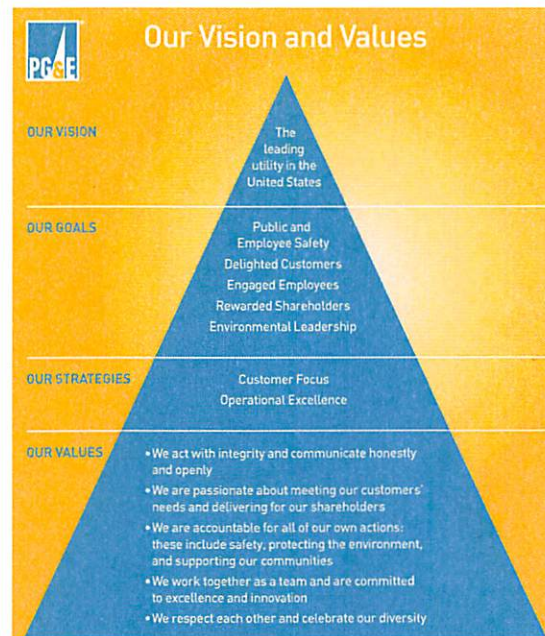 PG&E
Our Vision and Values
OUR VISION
The
leading
utility in the
United States
OUR GOALS
Public and
Employee Safety
Delighted Customers
Engaged Employees
Rewarded Shareholders
Environmental Leadership
OUR STRATEGIES
Customer Focus
Operational Excellence
OUR VALUES
• We act with integrity and communicate honestly
and openly
• We are passionate about meeting our customers'
needs and delivering for our shareholders
• We are accountable for all of our own actions:
these include safety, protecting the environment,
and supporting our communities
• We work together as a team and are committed
to excellence and innovation
• We respect each other and celebrate our diversity